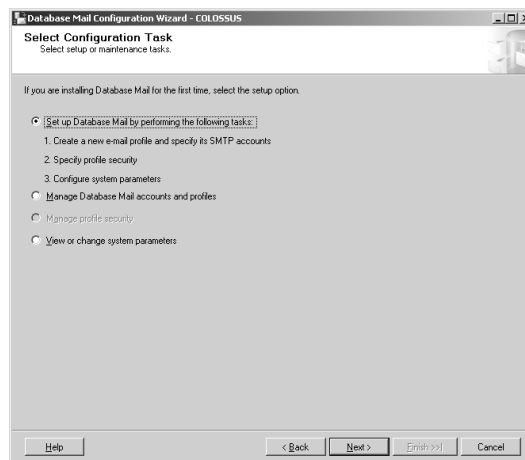 Database Mail Configuration Wizard - COLOSSUS
Select Configuration Task
Select setup or maintenance tasks.
If you are installing Database Mail for the first time, select the setup option.
Set up Database Mail by performing the following tasks:
1. Create a new e-mail profile and specify its SMTP accounts
2. Specify profile security
3. Configure system parameters
Manage Database Mail accounts and profiles
Manage profile security
View or change system parameters
Help
< Back
Next >
Finish >>|
Cancel